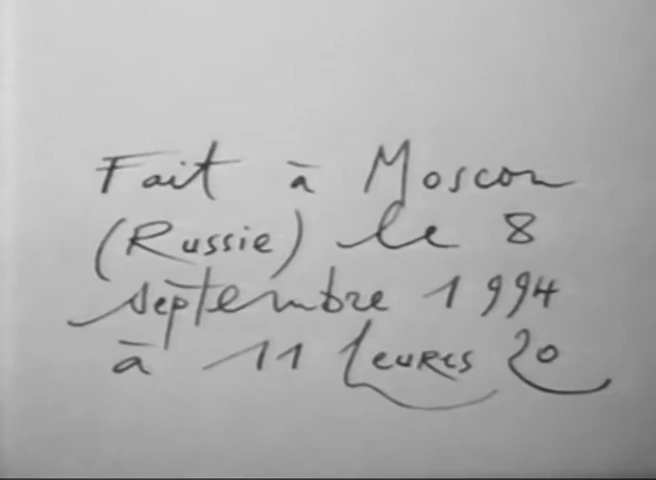 Fait à Moscou
(Russie) le 8
septembre 1994
à 11 heures 20